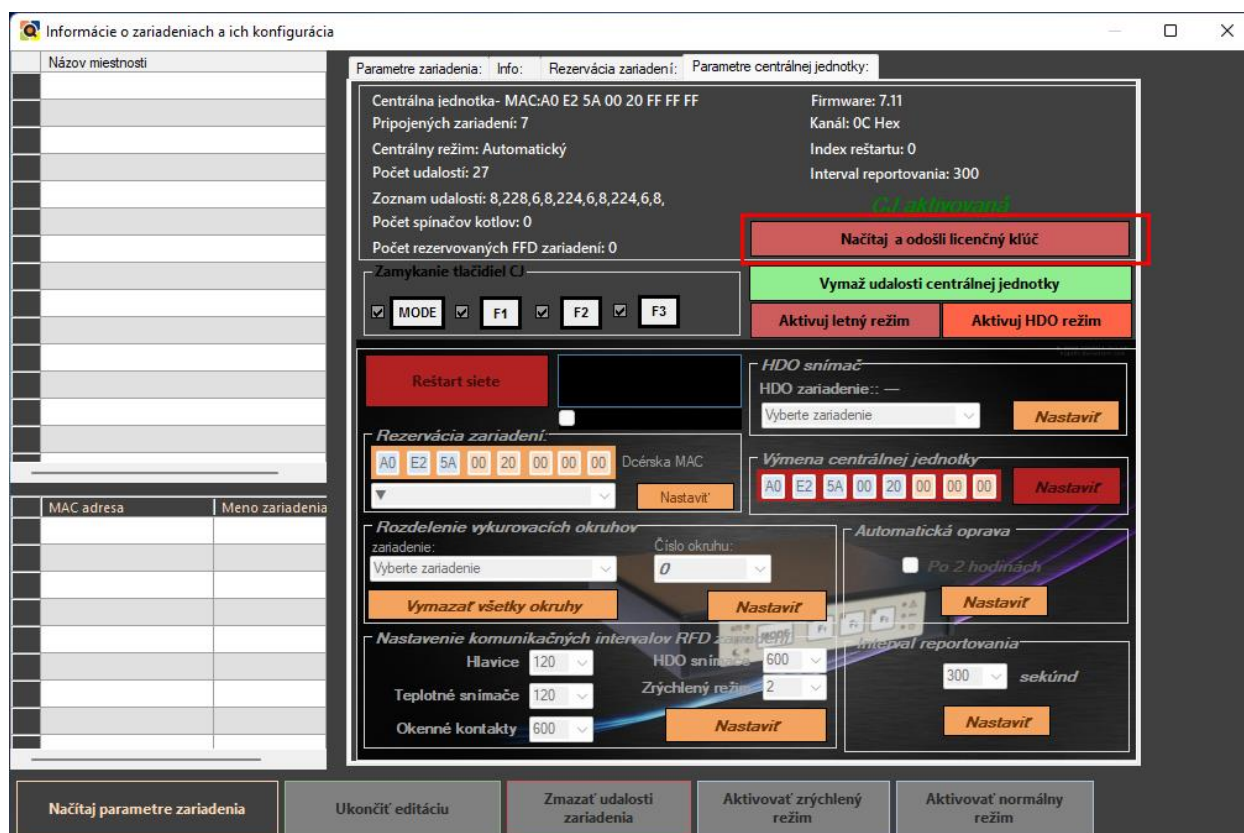 Informácie o zariadeniach a ich konfigurácia
Názov miestnosti
MAC adresa Meno zariadenia
Parametre zariadenia: Info: Rezervácia zariadení: Parametre centrálnej jednotky:
Centrálna jednotka- MAC:A0 E2 5A 00 20 FF FF FF
Pripojených zariadení: 7
Centrálny režim: Automatický
Počet udalostí: 27
Zoznam udalostí: 8,228,6,8,224,6,8,224,6,8,
Počet spínačov kotlov: 0
Počet rezervovaných FFD zariadení: 0
Firmware: 7.11
Kanál: 0C Hex
Index reštartu: 0
Interval reportovania: 300
CJ aktivovaná
Načítaj a odošli licenčný kľúč
Zamykanie tlačidiel CJ
MODE F1 F2 F3
Vymaž udalosti centrálnej jednotky
Aktivuj letný režim Aktivuj HDO režim
Reštart siete
HDO snímač
HDO zariadenie:: —
Vyberte zariadenie Nastaviť
Rezervácia zariadení:
A0 E2 5A 00 20 00 00 00 Dcérska MAC
Nastaviť
Výmena centrálnej jednotky
A0 E2 5A 00 20 00 00 00 Nastaviť
Rozdelenie vykurovacích okruhov
zariadenie: Číslo okruhu:
Vyberte zariadenie 0
Vymazať všetky okruhy Nastaviť
Automatická oprava
Po 2 hodinách
Nastaviť
Nastavenie komunikačných intervalov RFD
Hlavice 120 HDO snímače 600
Teplotné snímače 120 Zrýchlený režim 2
Okenné kontakty 600 Nastaviť
Interval reportovania
300 sekúnd
Nastaviť
Načítaj parametre zariadenia
Ukončiť editáciu
Zmazať udalosti
zariadenia
Aktivovať zrýchlený
režim
Aktivovať normálny
režim